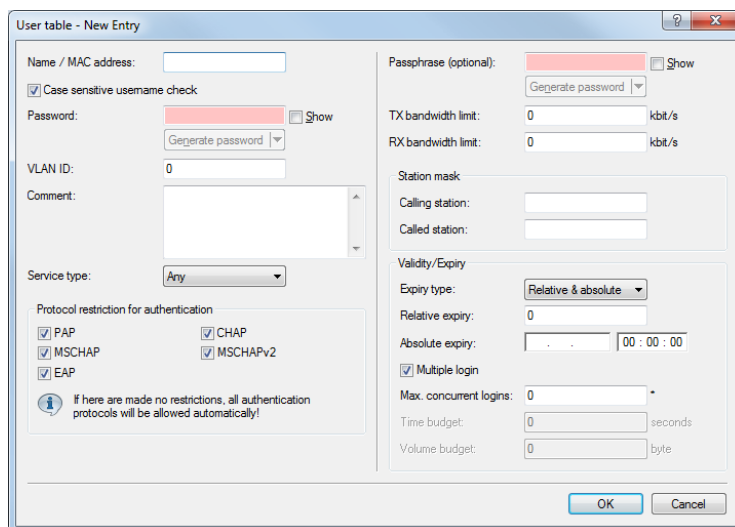 User table - New Entry
Name / MAC address:
Case sensitive username check
Password:
Show
Generate password
VLAN ID:
0
Comment:
Service type:
Any
Protocol restriction for authentication
PAP
CHAP
MSCHAP
MSCHAPv2
EAP
If here are made no restrictions, all authentication
protocols will be allowed automatically!
Passphrase (optional):
Show
Generate password
TX bandwidth limit:
0
kbit/s
RX bandwidth limit:
0
kbit/s
Station mask
Calling station:
Called station:
Validity/Expiry
Expiry type:
Relative & absolute
Relative expiry:
0
Absolute expiry:
. .
00 : 00 : 00
Multiple login
Max. concurrent logins:
0
*
Time budget:
0
seconds
Volume budget:
0
byte
OK
Cancel